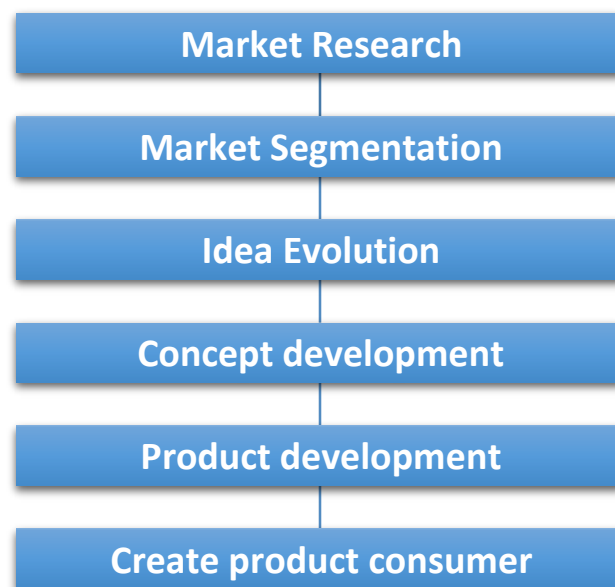 Market Research
Market Segmentation
Idea Evolution
Concept development
Product development
Create product consumer